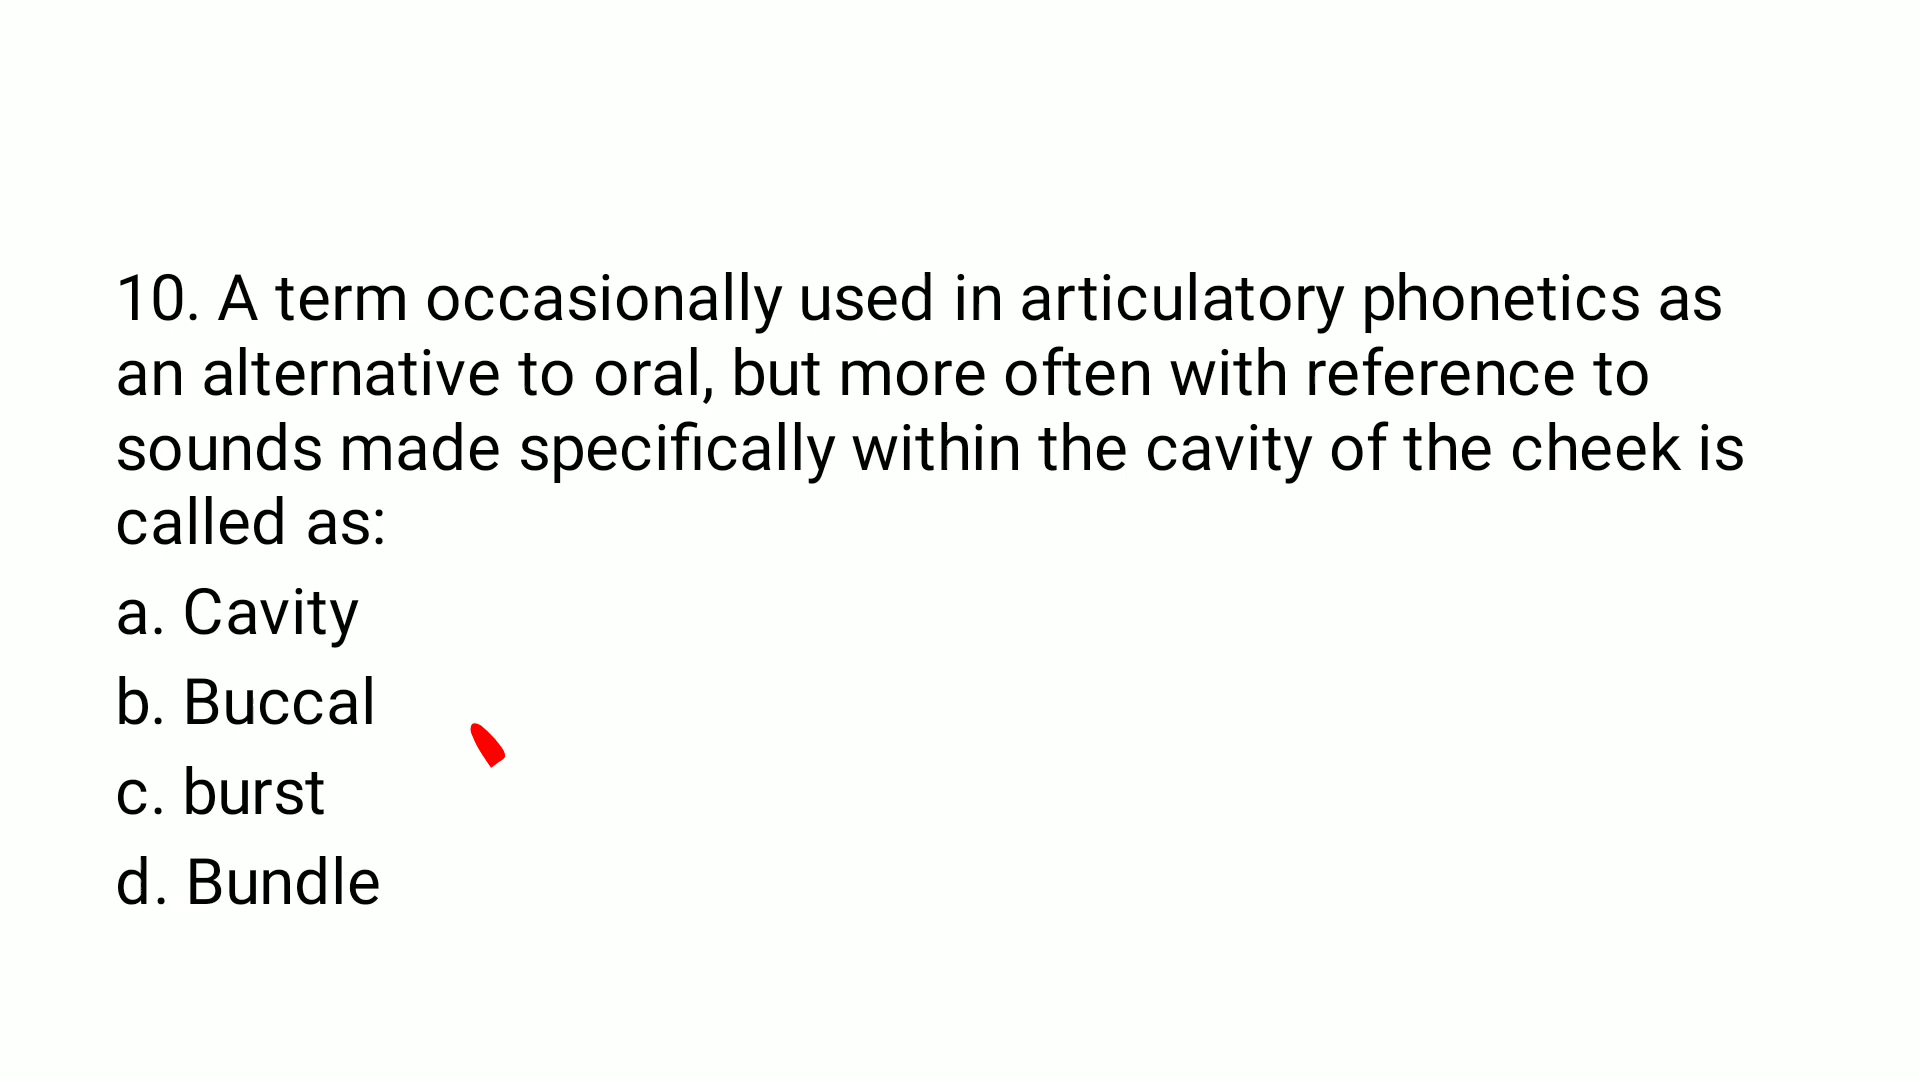 10. A term occasionally used in articulatory phonetics as
an alternative to oral, but more often with reference to
sounds made specifically within the cavity of the cheek is
called as:
a. Cavity
b. Buccal
c. burst
d. Bundle